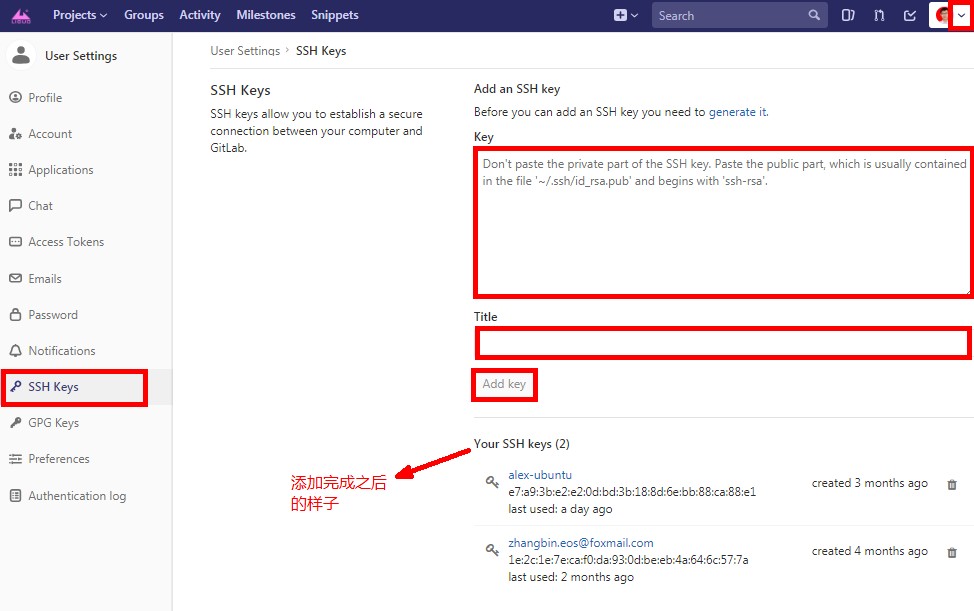 Projects Groups Activity Milestones Snippets Search
User Settings
Profile
Account
Applications
Chat
Access Tokens
Emails
Password
Notifications
SSH Keys
GPG Keys
Preferences
Authentication log
User Settings › SSH Keys
SSH Keys
SSH keys allow you to establish a secure
connection between your computer and
GitLab.
Add an SSH key
Before you can add an SSH key you need to generate it.
Key
Don't paste the private part of the SSH key. Paste the public part, which is usually contained
in the file '~/.ssh/id_rsa.pub' and begins with 'ssh-rsa'.
Title
Add key
Your SSH keys (2)
添加完成之后
的样子
alex-ubuntu
e7:a9:3b:e2:e2:0d:bd:3b:18:8d:6e:bb:88:ca:88:e1
last used: a day ago
created 3 months ago
zhangbin.eos@foxmail.com
1e:2c:1e:7e:ca:f0:da:93:0d:be:eb:4a:64:6c:57:7a
last used: 2 months ago
created 4 months ago